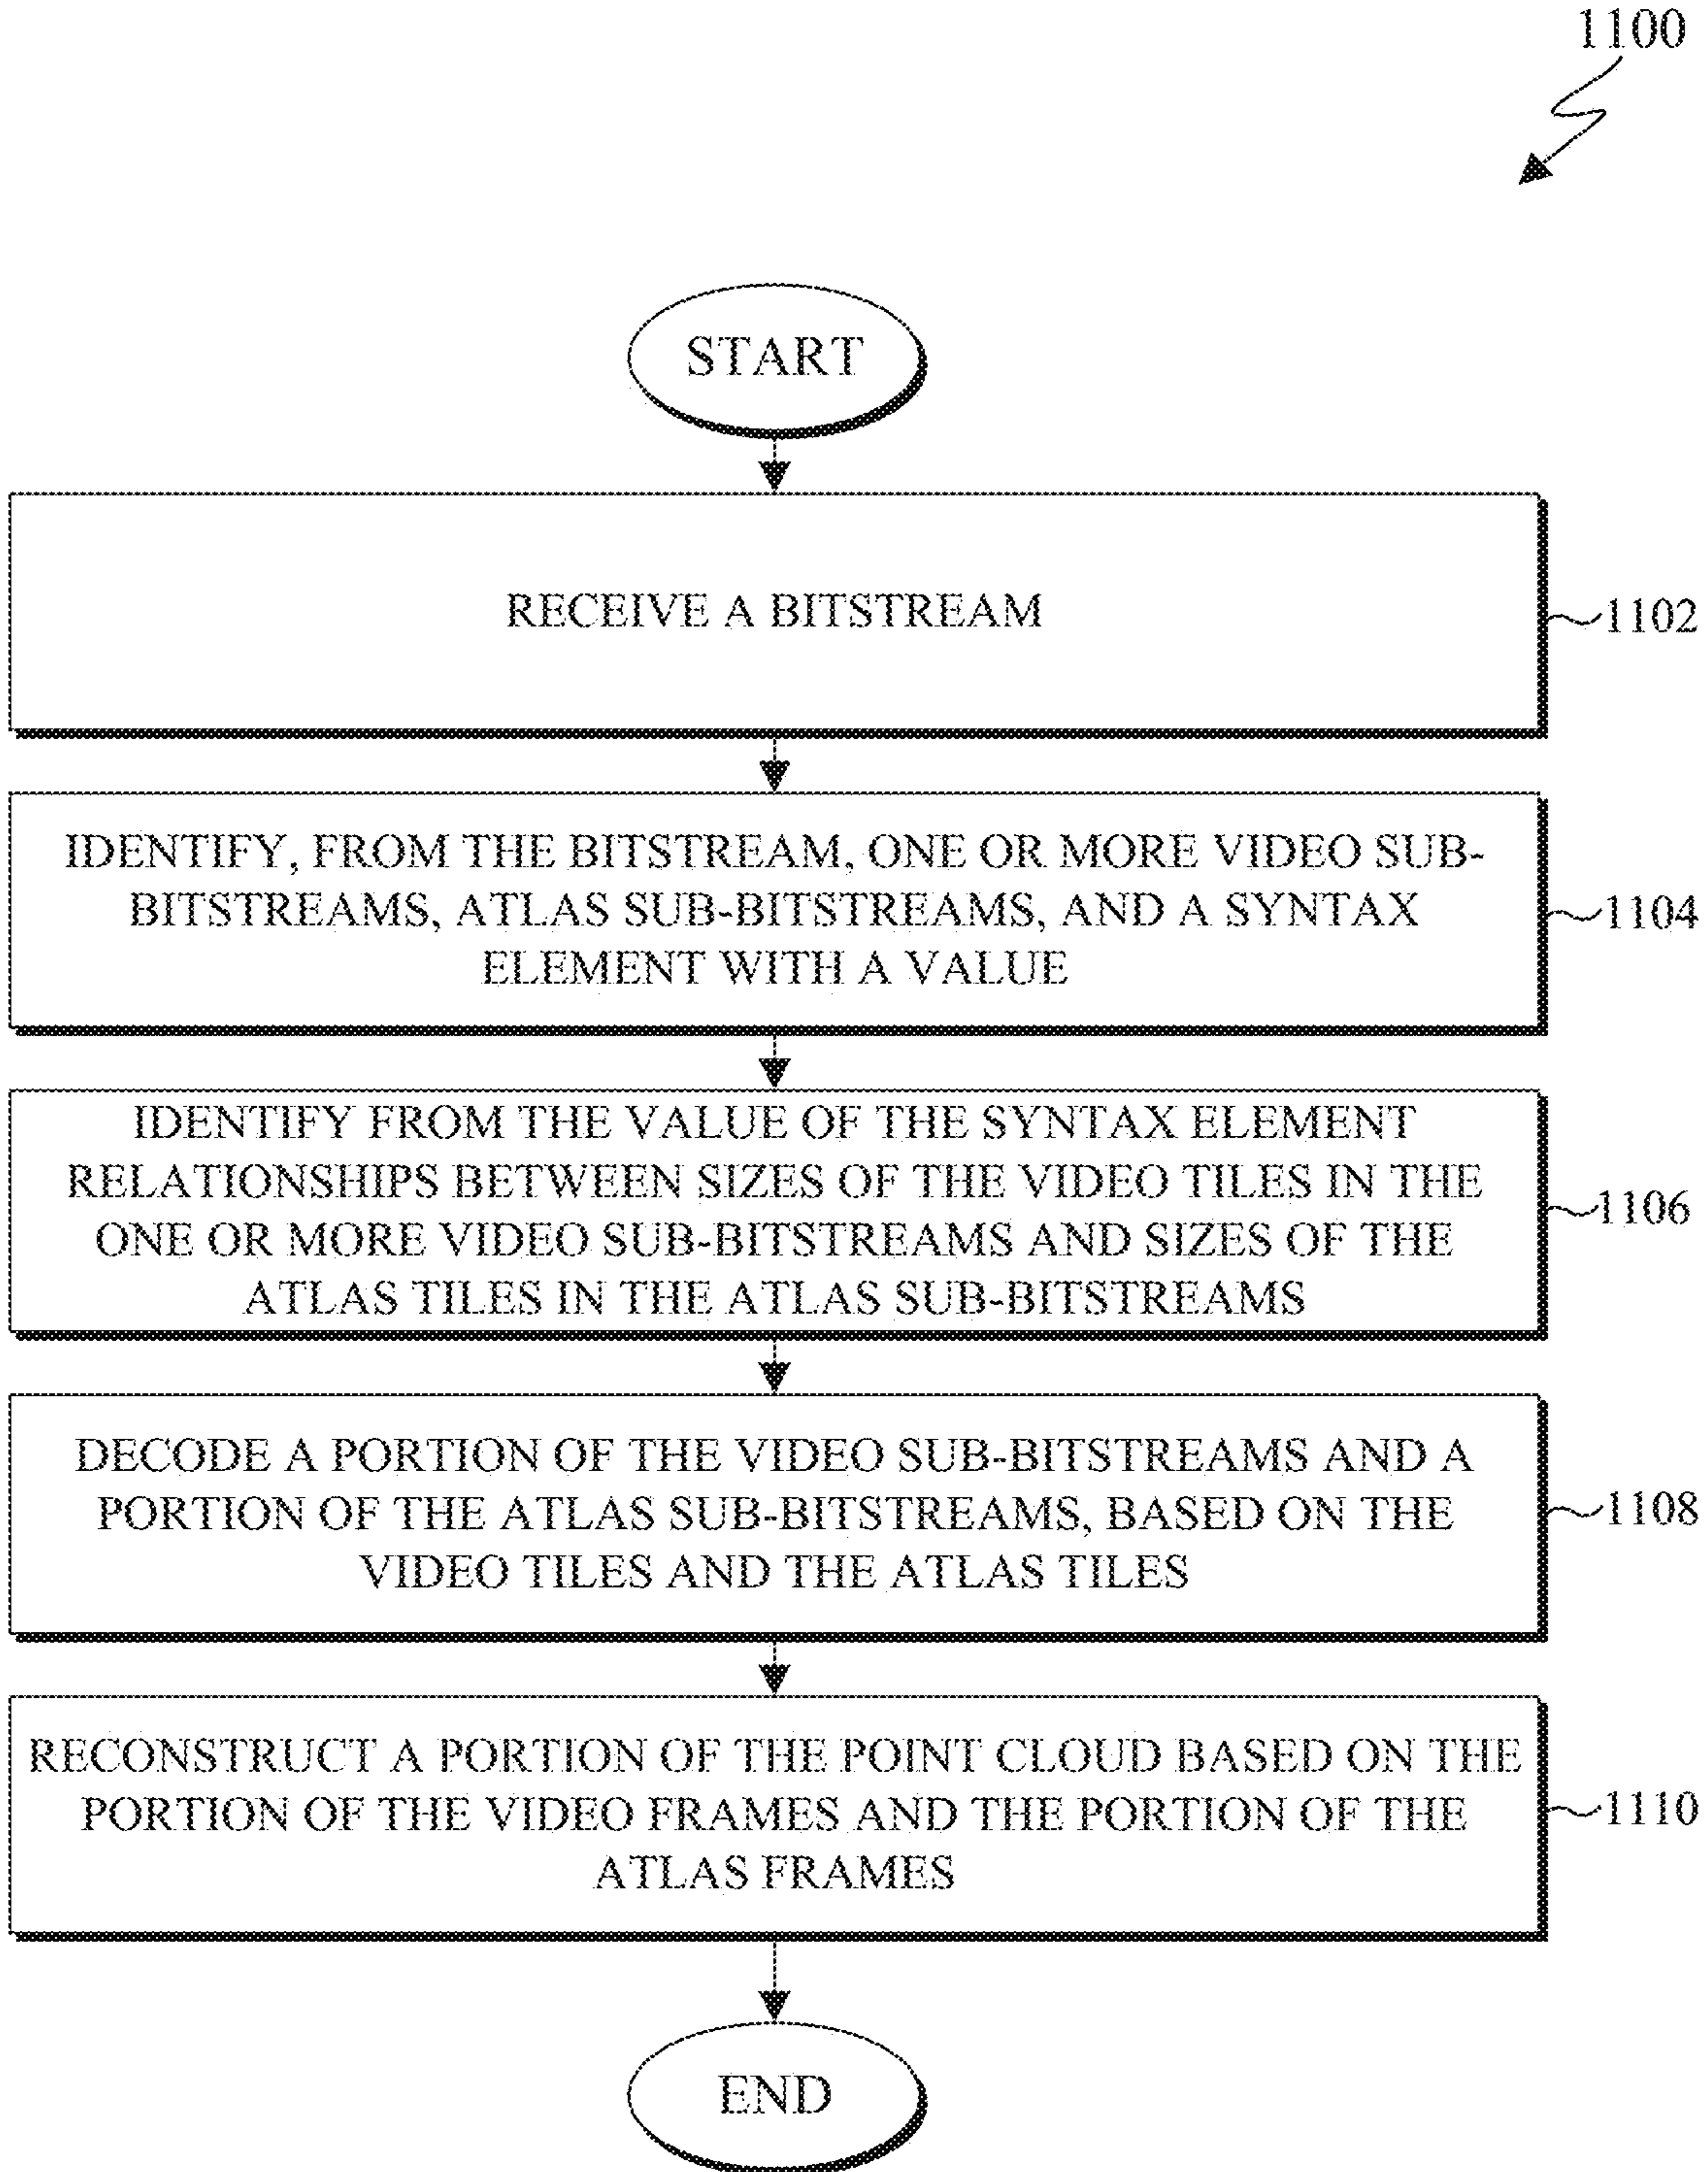 1100
START
RECEIVE A BITSTREAM
1102
IDENTIFY, FROM THE BITSTREAM, ONE OR MORE VIDEO SUB-
BITSTREAMS, ATLAS SUB-BITSTREAMS, AND A SYNTAX
ELEMENT WITH A VALUE
1104
IDENTIFY FROM THE VALUE OF THE SYNTAX ELEMENT
RELATIONSHIPS BETWEEN SIZES OF THE VIDEO TILES IN THE
ONE OR MORE VIDEO SUB-BITSTREAMS AND SIZES OF THE
ATLAS TILES IN THE ATLAS SUB-BITSTREAMS
1106
DECODE A PORTION OF THE VIDEO SUB-BITSTREAMS AND A
PORTION OF THE ATLAS SUB-BITSTREAMS, BASED ON THE
VIDEO TILES AND THE ATLAS TILES
1108
RECONSTRUCT A PORTION OF THE POINT CLOUD BASED ON THE
PORTION OF THE VIDEO FRAMES AND THE PORTION OF THE
ATLAS FRAMES
1110
END